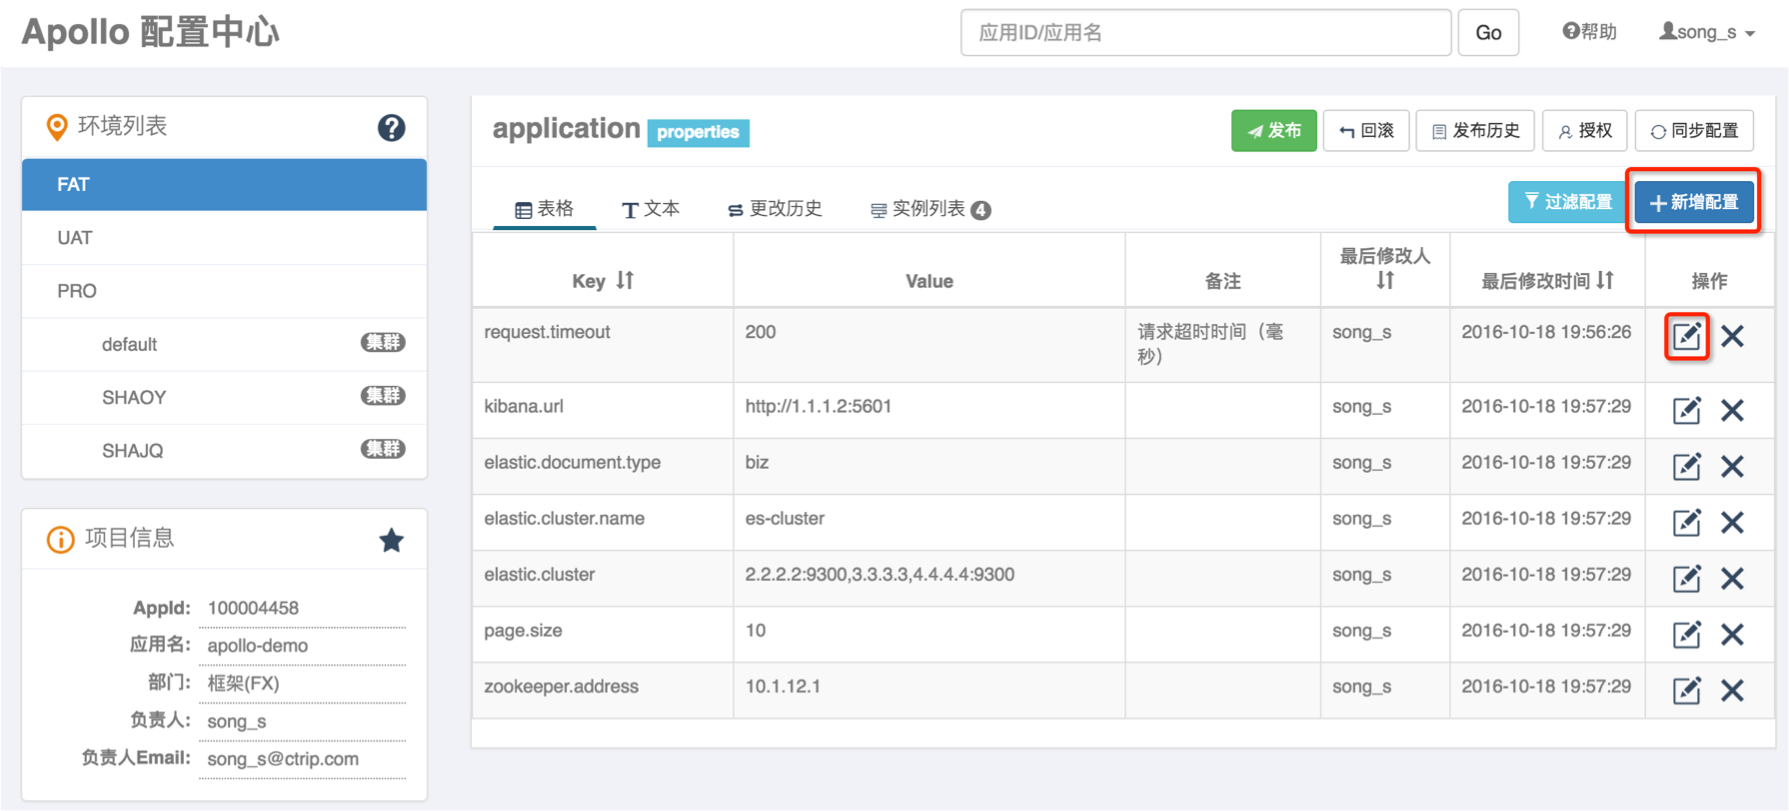 Apollo 配置中心
应用ID/应用名
Go
帮助
song_s
环境列表
FAT
UAT
PRO
default 集群
SHAOY 集群
SHAJQ 集群
项目信息
AppId: 100004458
应用名: apollo-demo
部门: 框架(FX)
负责人: song_s
负责人Email: song_s@ctrip.com
application properties
发布 回滚 发布历史 授权 同步配置
表格 文本 更改历史 实例列表 4
过滤配置 新增配置
Key Value 备注 最后修改人 最后修改时间 操作
request.timeout 200 请求超时时间（毫 song_s 2016-10-18 19:56:26
秒）
kibana.url http://1.1.1.2:5601 song_s 2016-10-18 19:57:29
elastic.document.type biz song_s 2016-10-18 19:57:29
elastic.cluster.name es-cluster song_s 2016-10-18 19:57:29
elastic.cluster 2.2.2.2:9300,3.3.3.3,4.4.4.4:9300 song_s 2016-10-18 19:57:29
page.size 10 song_s 2016-10-18 19:57:29
zookeeper.address 10.1.12.1 song_s 2016-10-18 19:57:29